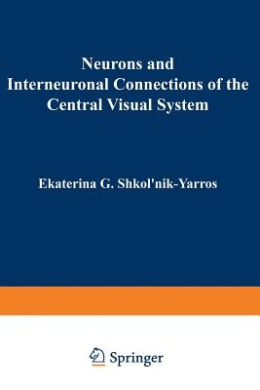 Neurons and
Interneuronal Connections of the
Central Visual System
Ekaterina G. Shkol'nik-Yarros
Springer